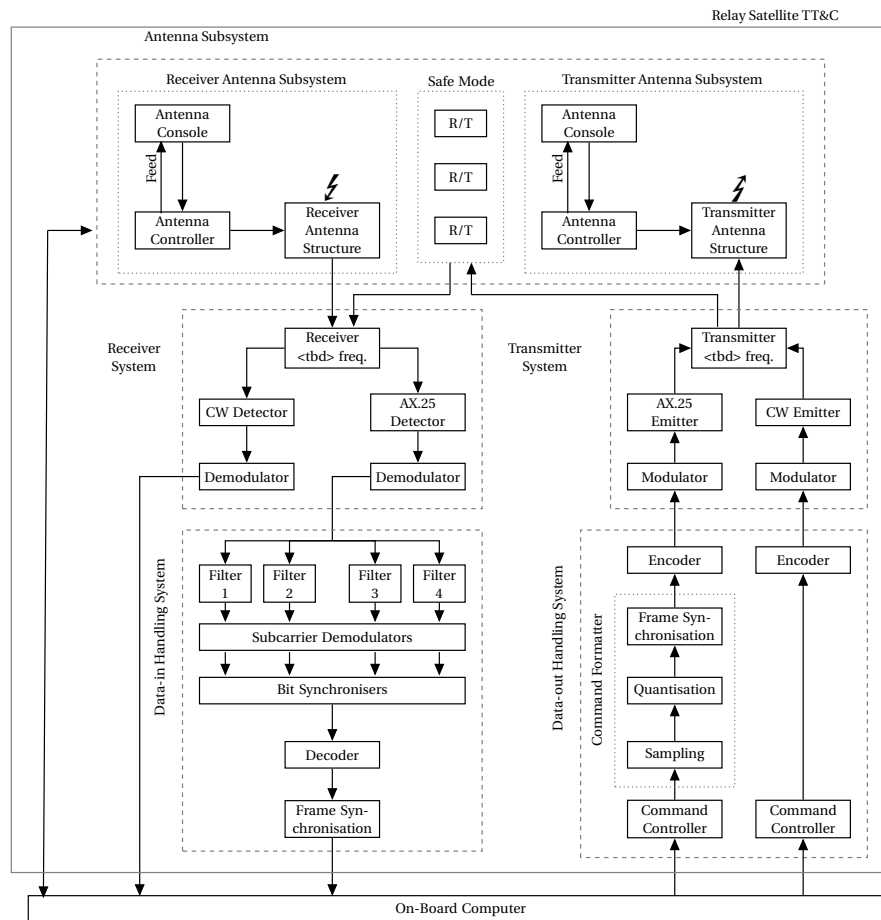 Relay Satellite TT&C
Antenna Subsystem
Receiver Antenna Subsystem
Safe Mode
Transmitter Antenna Subsystem
Antenna
Console
Feed
Antenna
Controller
Receiver
Antenna
Structure
R/T
R/T
R/T
Antenna
Console
Feed
Antenna
Controller
Transmitter
Antenna
Structure
Receiver
System
Receiver
<tbd> freq.
CW Detector
AX.25
Detector
Demodulator
Demodulator
Transmitter
System
Transmitter
<tbd> freq.
AX.25
Emitter
CW Emitter
Modulator
Modulator
Data-in Handling System
Filter
1
Filter
2
Filter
3
Filter
4
Subcarrier Demodulators
Bit Synchronisers
Decoder
Frame Syn-
chronisation
Data-out Handling System
Command Formatter
Encoder
Encoder
Frame Syn-
chronisation
Quantisation
Sampling
Command
Controller
Command
Controller
On-Board Computer